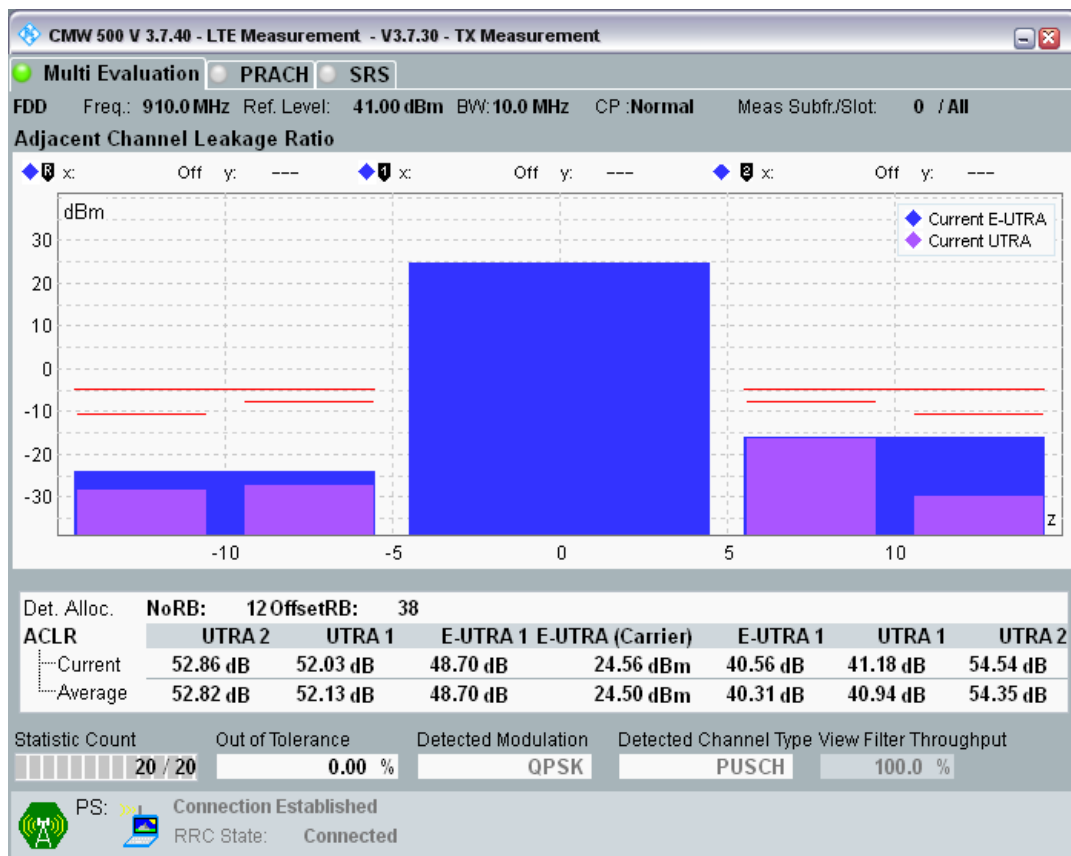 CMW 500 V 3.7.40 - LTE Measurement - V3.7.30 - TX Measurement
Multi Evaluation PRACH SRS
FDD Freq.: 910.0 MHz Ref. Level: 41.00 dBm BW: 10.0 MHz CP :Normal Meas Subfr./Slot: 0 / All
Adjacent Channel Leakage Ratio
R x: Off y: --- 1 x: Off y: --- 2 x: Off y: ---
dBm
Current E-UTRA
Current UTRA
30
20
10
0
-10
-20
-30
z
-10 -5 0 5 10
Det. Alloc. NoRB: 12 OffsetRB: 38
ACLR UTRA 2 UTRA 1 E-UTRA 1 E-UTRA (Carrier) E-UTRA 1 UTRA 1 UTRA 2
Current 52.86 dB 52.03 dB 48.70 dB 24.56 dBm 40.56 dB 41.18 dB 54.54 dB
Average 52.82 dB 52.13 dB 48.70 dB 24.50 dBm 40.31 dB 40.94 dB 54.35 dB
Statistic Count Out of Tolerance Detected Modulation Detected Channel Type View Filter Throughput
20 / 20 0.00 % QPSK PUSCH 100.0 %
PS: Connection Established
RRC State: Connected